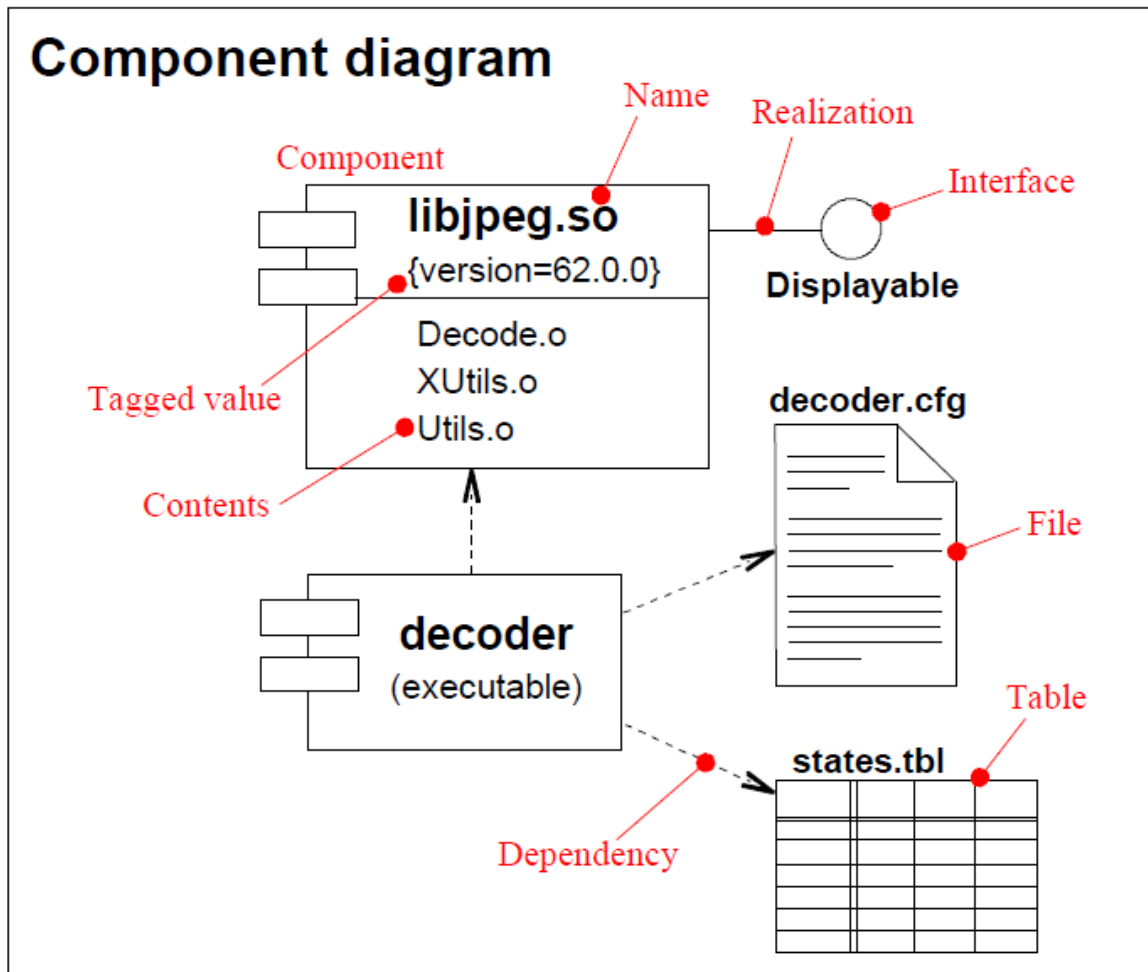 Component diagram
Name
Realization
Component
Interface
libjpeg.so
{version=62.0.0}
Displayable
Decode.o
XUtils.o
Utils.o
Tagged value
decoder.cfg
Contents
File
decoder
(executable)
Table
states.tbl
Dependency